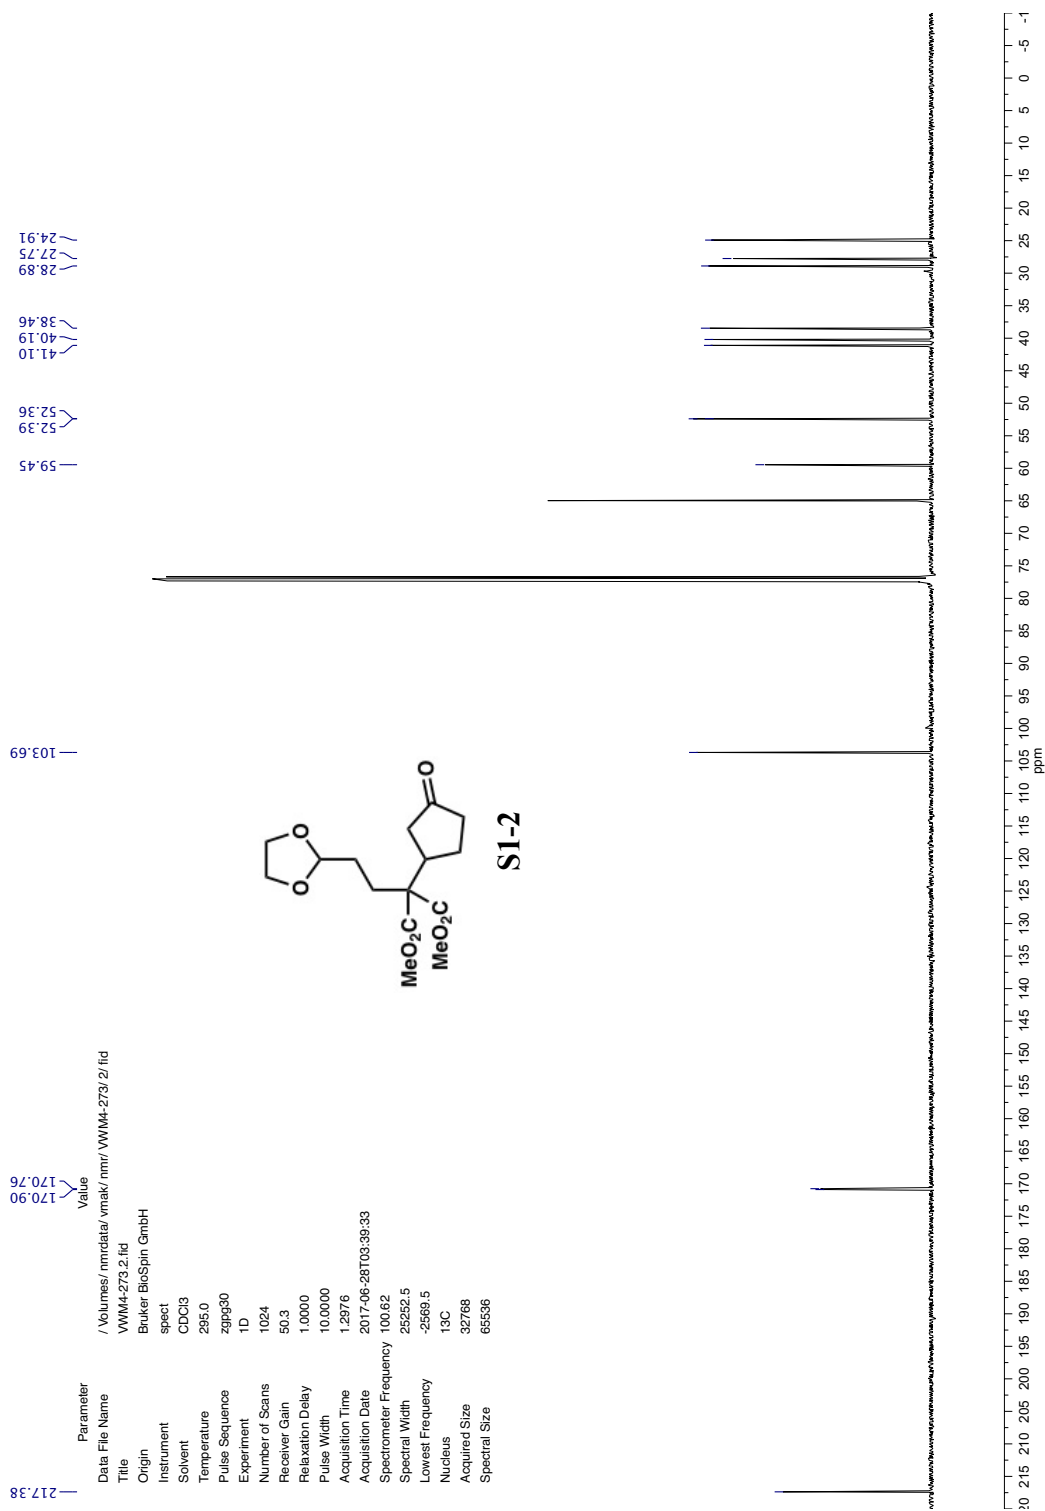 217.38
170.90
170.76
103.69
59.45
52.39
52.36
41.10
40.19
38.46
28.89
27.75
24.91
Parameter Value
Data File Name / Volumes/ nmrdata/ vmak/ nmr/ VWM4-273/ 2/ fid
Title VWM4-273.2.fid
Origin Bruker BioSpin GmbH
Instrument spect
Solvent CDCl3
Temperature 295.0
Pulse Sequence zgpg30
Experiment 1D
Number of Scans 1024
Receiver Gain 50.3
Relaxation Delay 1.0000
Pulse Width 10.0000
Acquisition Time 1.2976
Acquisition Date 2017-06-28T03:39:33
Spectrometer Frequency 100.62
Spectral Width 25252.5
Lowest Frequency -2569.5
Nucleus 13C
Acquired Size 32768
Spectral Size 65536
O
O
O
MeO₂C
MeO₂C
S1-2
20 215 210 205 200 195 190 185 180 175 170 165 160 155 150 145 140 135 130 125 120 115 110 105 100 95 90 85 80 75 70 65 60 55 50 45 40 35 30 25 20 15 10 5 0 -5 -1
ppm